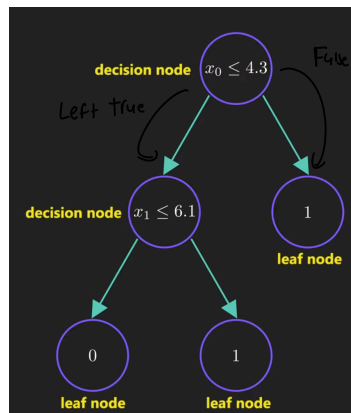 decision node
x₀ ≤ 4.3
False
Left true
decision node
x₁ ≤ 6.1
1
leaf node
0
1
leaf node
leaf node